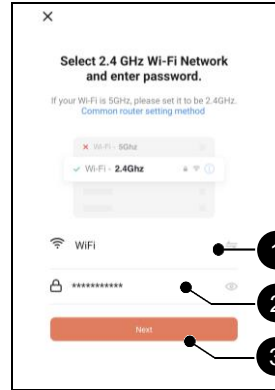 Select 2.4 GHz Wi-Fi Network
and enter password.
If your Wi-Fi is 5GHz, please set it to be 2.4GHz.
Common router setting method
Wi-Fi - 5Ghz
Wi-Fi - 2.4Ghz
WiFi
1
***********
2
Next
3